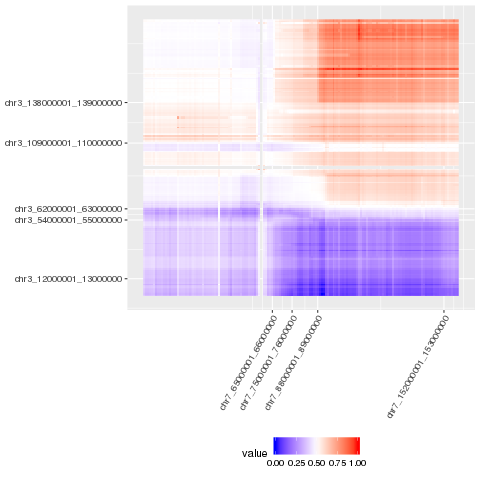 chr3_138000001_139000000
chr3_109000001_110000000
chr3_62000001_63000000
chr3_54000001_55000000
chr3_12000001_13000000
chr7_65000001_66000000
chr7_75000001_76000000
chr7_88000001_89000000
chr7_152000001_153000000
value
0.00 0.25 0.50 0.75 1.00